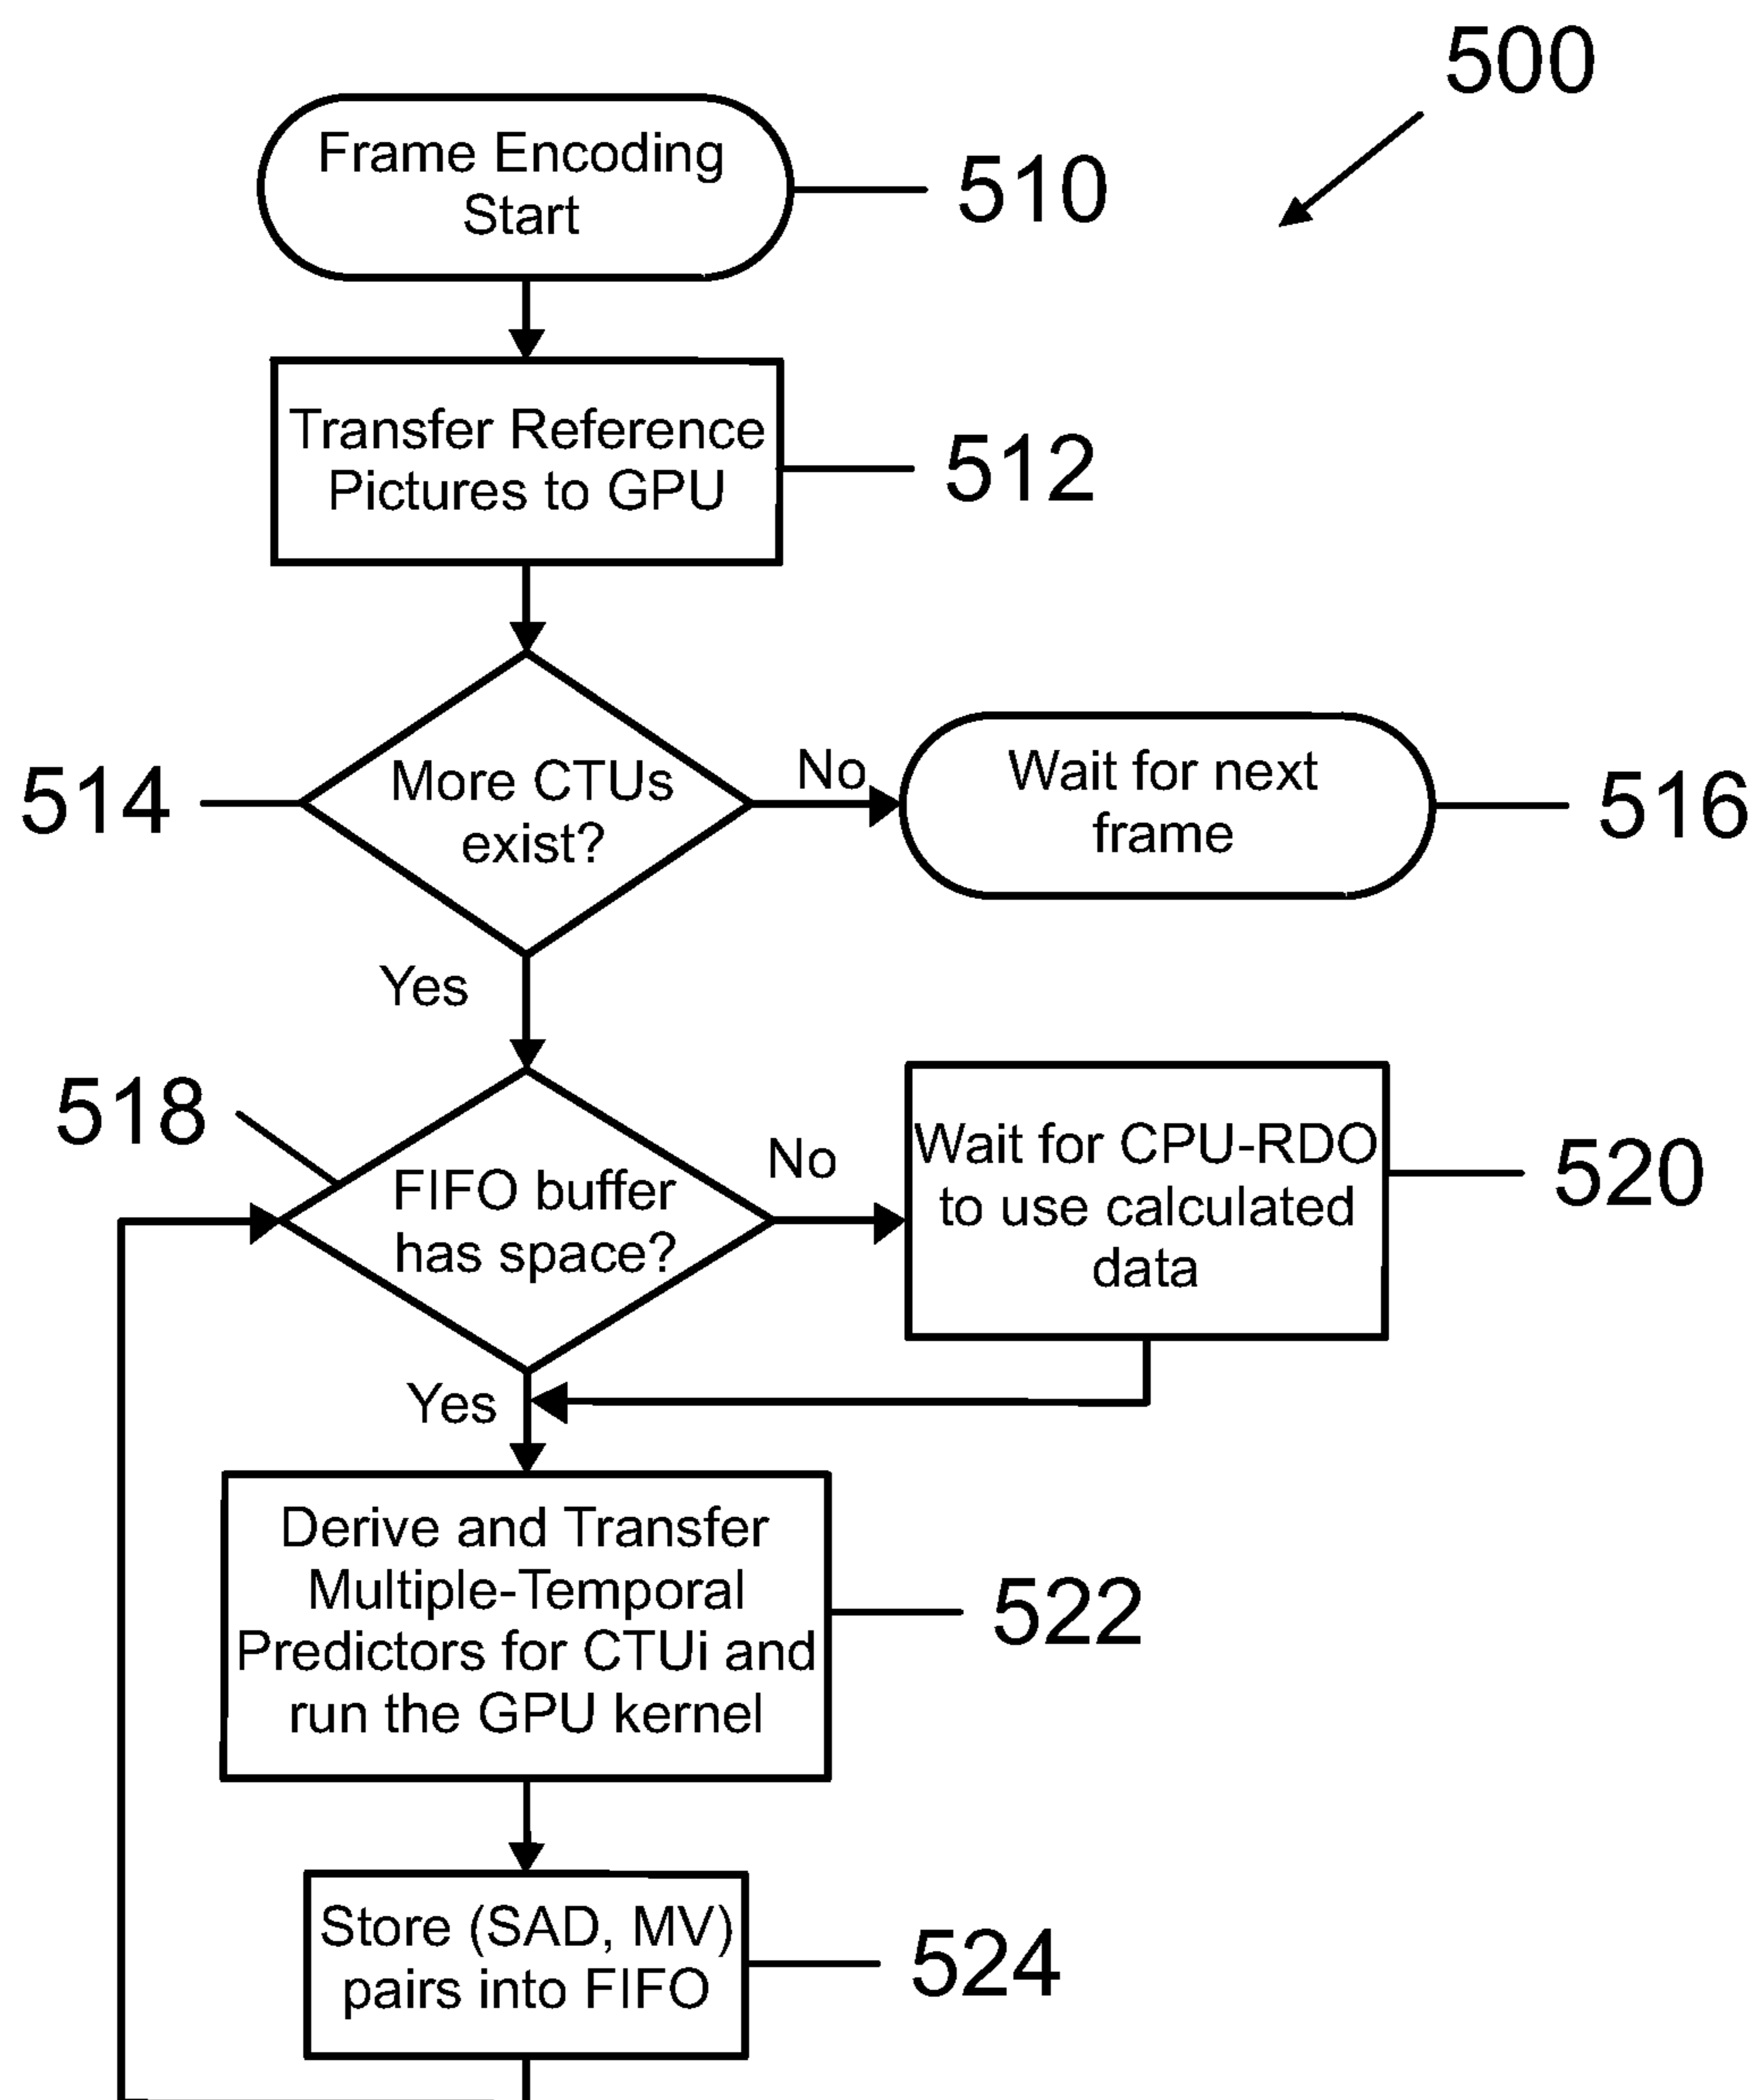 500
Frame Encoding
Start
510
Transfer Reference
Pictures to GPU
512
514
More CTUs
exist?
No
Wait for next
frame
516
Yes
518
FIFO buffer
has space?
No
Wait for CPU-RDO
to use calculated
data
520
Yes
Derive and Transfer
Multiple-Temporal
Predictors for CTUi and
run the GPU kernel
522
Store (SAD, MV)
pairs into FIFO
524